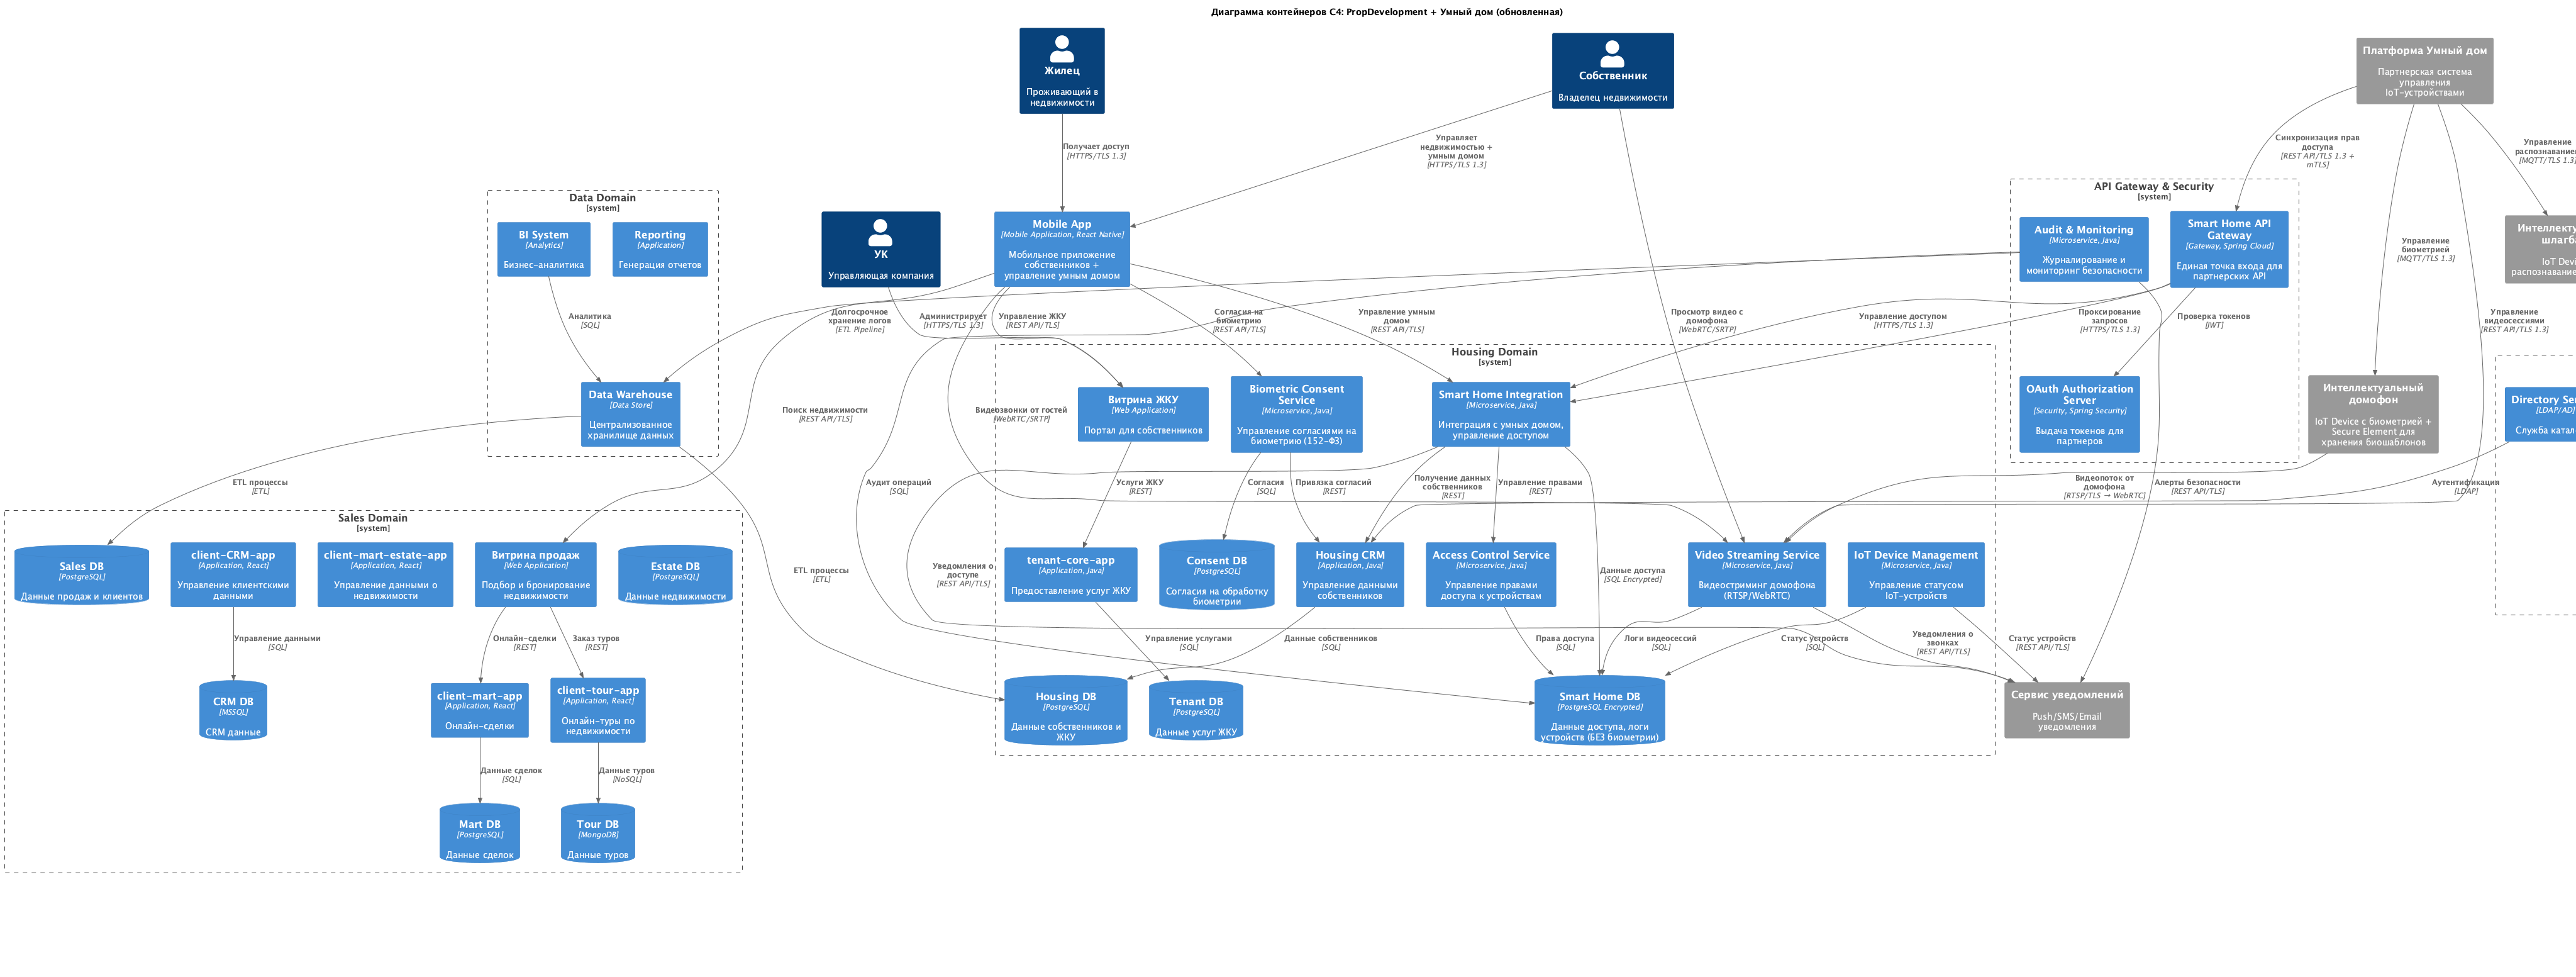 Диаграмма контейнеров C4: PropDevelopment + Умный дом (обновленная)
Жилец
Проживающий в
недвижимости
Собственник
Владелец недвижимости
Платформа Умный дом
Партнерская система
управления
IoT-устройствами
Получает доступ
[HTTPS/TLS 1.3]
Управляет
недвижимостью +
умным домом
[HTTPS/TLS 1.3]
Синхронизация прав
доступа
[REST API/TLS 1.3 +
mTLS]
Управление
[MQTT/TLS 1.3]
Data Domain
[system]
BI System
[Analytics]
Бизнес-аналитика
Reporting
[Application]
Генерация отчетов
УК
Управляющая компания
Mobile App
[Mobile Application, React Native]
Мобильное приложение
собственников +
управление умным домом
API Gateway & Security
[system]
Audit & Monitoring
[Microservice, Java]
Журналирование и
мониторинг безопасности
Smart Home API
Gateway
[Gateway, Spring Cloud]
Единая точка входа для
партнерских API
Управление
биометрией
[MQTT/TLS 1.3]
IoT
Аналитика
[SQL]
Долгосрочное
хранение логов
[ETL Pipeline]
Администрирует
[HTTPS/TLS 1.3]
Управление ЖКУ
[REST API/TLS]
Согласия на
биометрию
[REST API/TLS]
Управление умным
домом
[REST API/TLS]
Просмотр видео с
домофона
[WebRTC/SRTP]
Управление доступом
[HTTPS/TLS 1.3]
Проксирование
запросов
[HTTPS/TLS 1.3]
Проверка токенов
[JWT]
Управление
видеосессиями
[REST API/TLS 1.3]
Data Warehouse
[Data Store]
Централизованное
хранилище данных
Housing Domain
[system]
Витрина ЖКУ
[Web Application]
Портал для собственников
Biometric Consent
Service
[Microservice, Java]
Управление согласиями на
биометрию (152-ФЗ)
Smart Home Integration
[Microservice, Java]
Интеграция с умных домом,
управление доступом
OAuth Authorization
Server
[Security, Spring Security]
Выдача токенов для
партнеров
Интеллектуальный
домофон
IoT Device с биометрией +
Secure Element для
хранения биошаблонов
Directory
[LDAP/AD]
Служба
Поиск недвижимости
[REST API/TLS]
Видеозвонки от гостей
[WebRTC/SRTP]
ETL процессы
[ETL]
Аудит операций
[SQL]
Услуги ЖКУ
[REST]
Согласия
[SQL]
Привязка согласий
[REST]
Получение данных
собственников
[REST]
Управление правами
[REST]
Видеопоток от
домофона
[RTSP/TLS → WebRTC]
Алерты безопасности
[REST API/TLS]
Аутентификация
[LDAP]
Sales Domain
[system]
Sales DB
[PostgreSQL]
Данные продаж и клиентов
client-CRM-app
[Application, React]
Управление клиентскими
данными
client-mart-estate-app
[Application, React]
Управление данными о
недвижимости
Витрина продаж
[Web Application]
Подбор и бронирование
недвижимости
Estate DB
[PostgreSQL]
Данные недвижимости
ETL процессы
[ETL]
Уведомления о
доступе
[REST API/TLS]
tenant-core-app
[Application, Java]
Предоставление услуг ЖКУ
Consent DB
[PostgreSQL]
Согласия на обработку
биометрии
Housing CRM
[Application, Java]
Управление данными
собственников
Access Control Service
[Microservice, Java]
Управление правами
доступа к устройствам
Данные доступа
[SQL Encrypted]
Video Streaming Service
[Microservice, Java]
Видеостриминг домофона
(RTSP/WebRTC)
IoT Device Management
[Microservice, Java]
Управление статусом
IoT-устройств
Управление данными
[SQL]
Онлайн-сделки
[REST]
Заказ туров
[REST]
Управление услугами
[SQL]
Данные собственников
[SQL]
Права доступа
[SQL]
Логи видеосессий
[SQL]
Статус устройств
[SQL]
Уведомления о
звонках
[REST API/TLS]
Статус устройств
[REST API/TLS]
CRM DB
[MSSQL]
CRM данные
client-mart-app
[Application, React]
Онлайн-сделки
client-tour-app
[Application, React]
Онлайн-туры по
недвижимости
Housing DB
[PostgreSQL]
Данные собственников и
ЖКУ
Tenant DB
[PostgreSQL]
Данные услуг ЖКУ
Smart Home DB
[PostgreSQL Encrypted]
Данные доступа, логи
устройств (БЕЗ биометрии)
Сервис уведомлений
Push/SMS/Email
уведомления
Данные сделок
[SQL]
Данные туров
[NoSQL]
Mart DB
[PostgreSQL]
Данные сделок
Tour DB
[MongoDB]
Данные туров